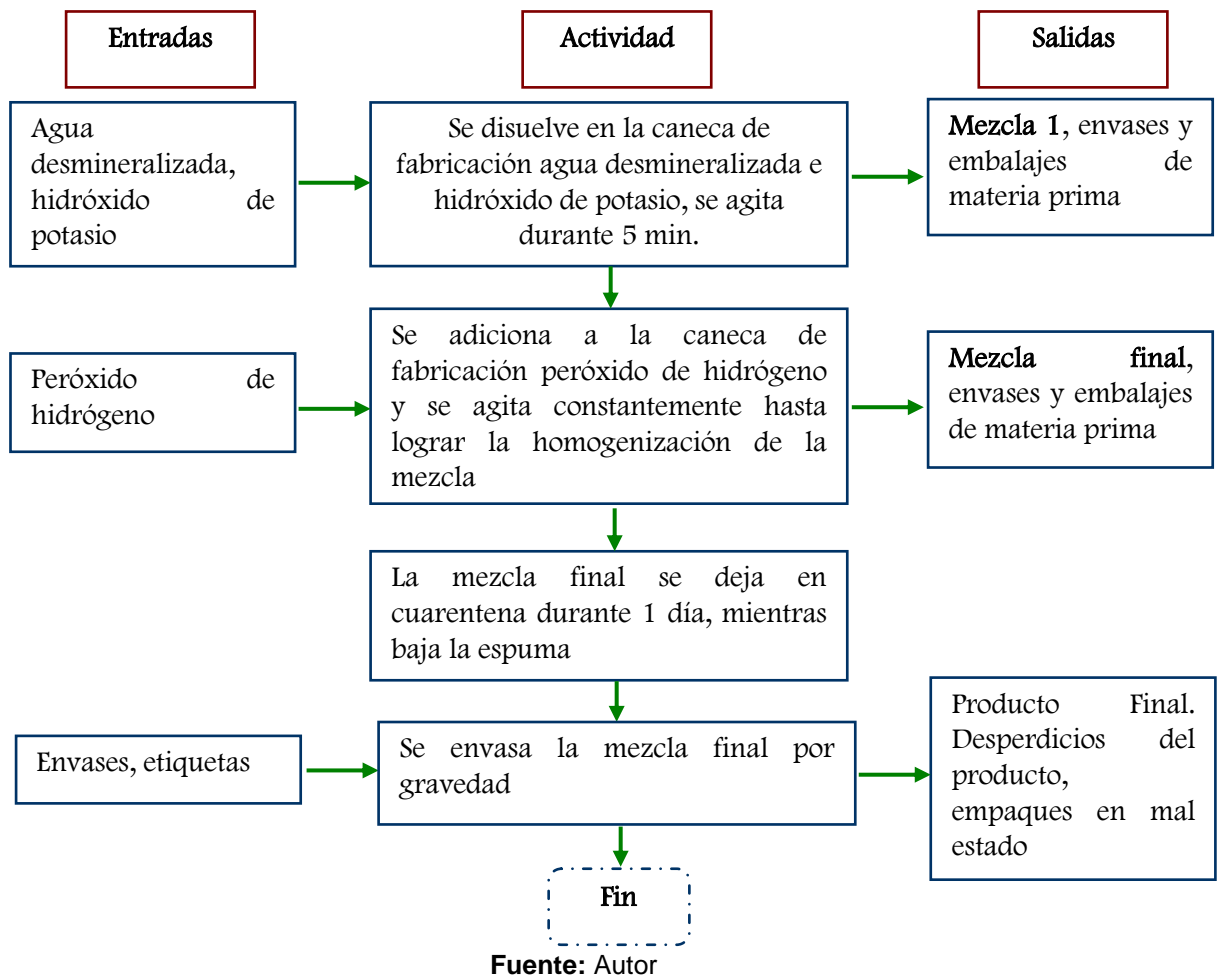 Entradas
Actividad
Salidas
Agua
desmineralizada,
hidróxido de
potasio
Se disuelve en la caneca de
fabricación agua desmineralizada e
hidróxido de potasio, se agita
durante 5 min.
Mezcla 1, envases y
embalajes de
materia prima
Peróxido de
hidrógeno
Se adiciona a la caneca de
fabricación peróxido de hidrógeno
y se agita constantemente hasta
lograr la homogenización de la
mezcla
Mezcla final,
envases y embalajes
de materia prima
La mezcla final se deja en
cuarentena durante 1 día, mientras
baja la espuma
Envases, etiquetas
Se envasa la mezcla final por
gravedad
Producto Final.
Desperdicios del
producto,
empaques en mal
estado
Fin
Fuente: Autor